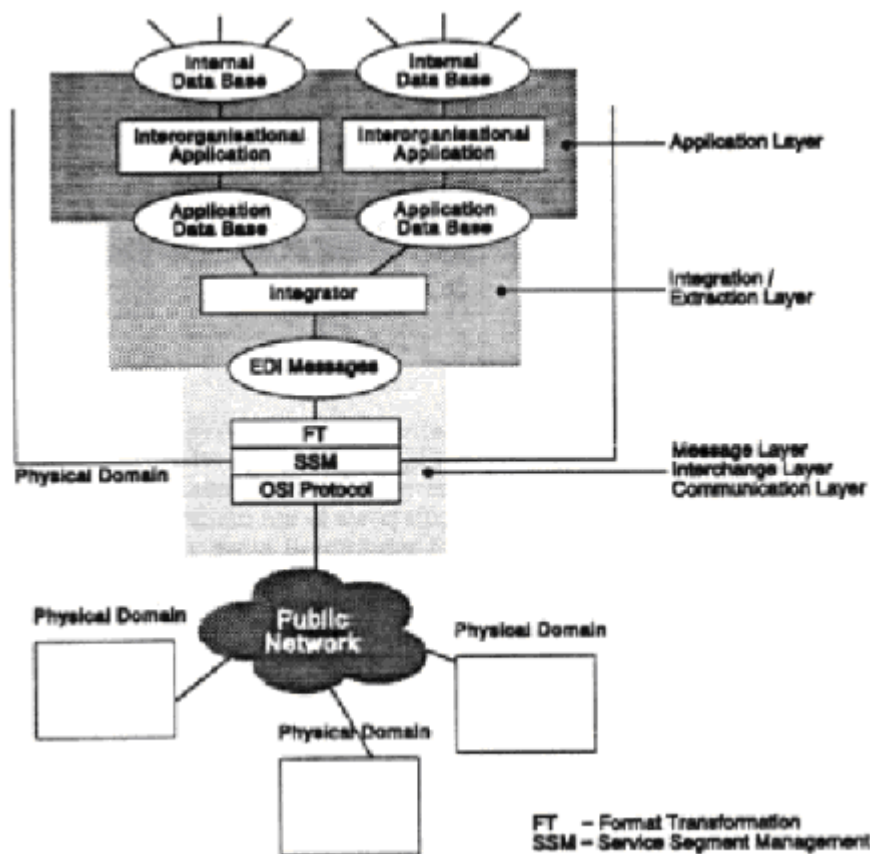 Internal
Data Base
Internal
Data Base
Interorganisational
Application
Interorganisational
Application
Application Layer
Application
Data Base
Application
Data Base
Integrator
Integration /
Extraction Layer
EDI Messages
FT
SSM
OSI Protocol
Physical Domain
Message Layer
Interchange Layer
Communication Layer
Public
Network
Physical Domain
Physical Domain
Physical Domain
FT – Format Transformation
SSM – Service Segment Management